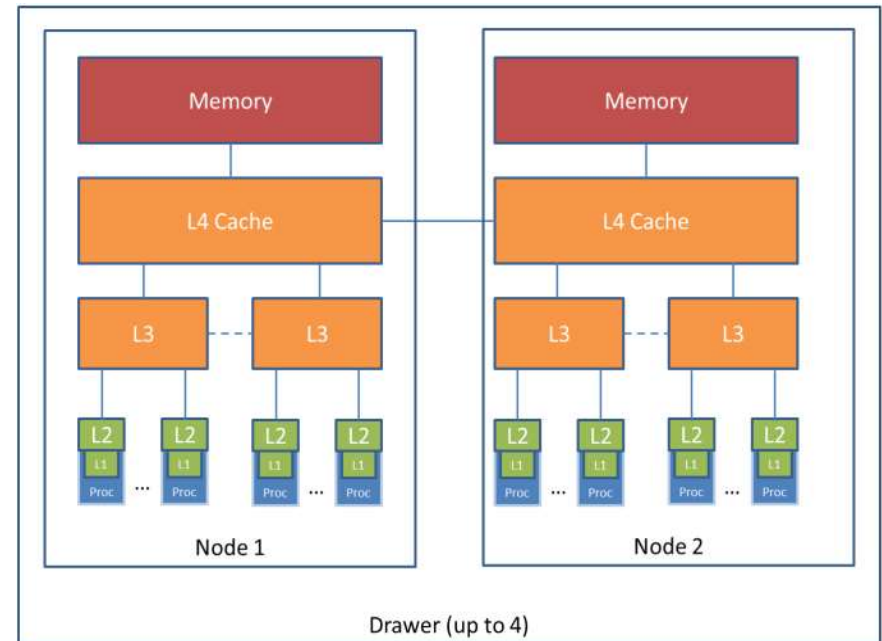 Memory Memory
L4 Cache L4 Cache
L3 L3 L3 L3
L2 L2 L2 L2 L2 L2 L2 L2
L1 L1 L1 L1 L1 L1 L1 L1
Proc ... Proc Proc ... Proc Proc ... Proc Proc ... Proc
Node 1 Node 2
Drawer (up to 4)